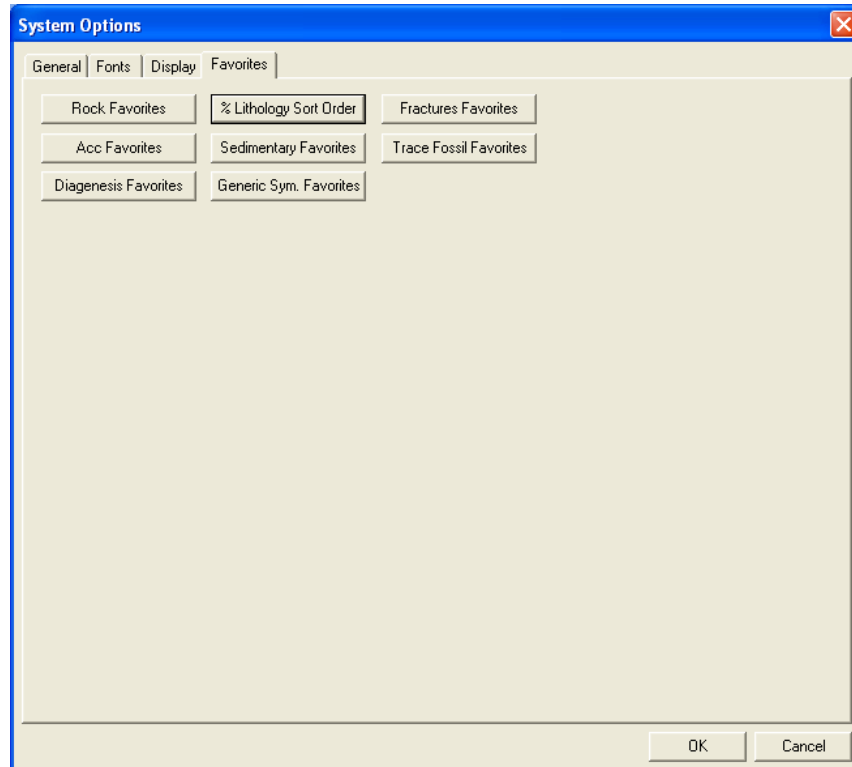 System Options
General Fonts Display Favorites
Rock Favorites % Lithology Sort Order Fractures Favorites
Acc Favorites Sedimentary Favorites Trace Fossil Favorites
Diagenesis Favorites Generic Sym. Favorites
OK Cancel